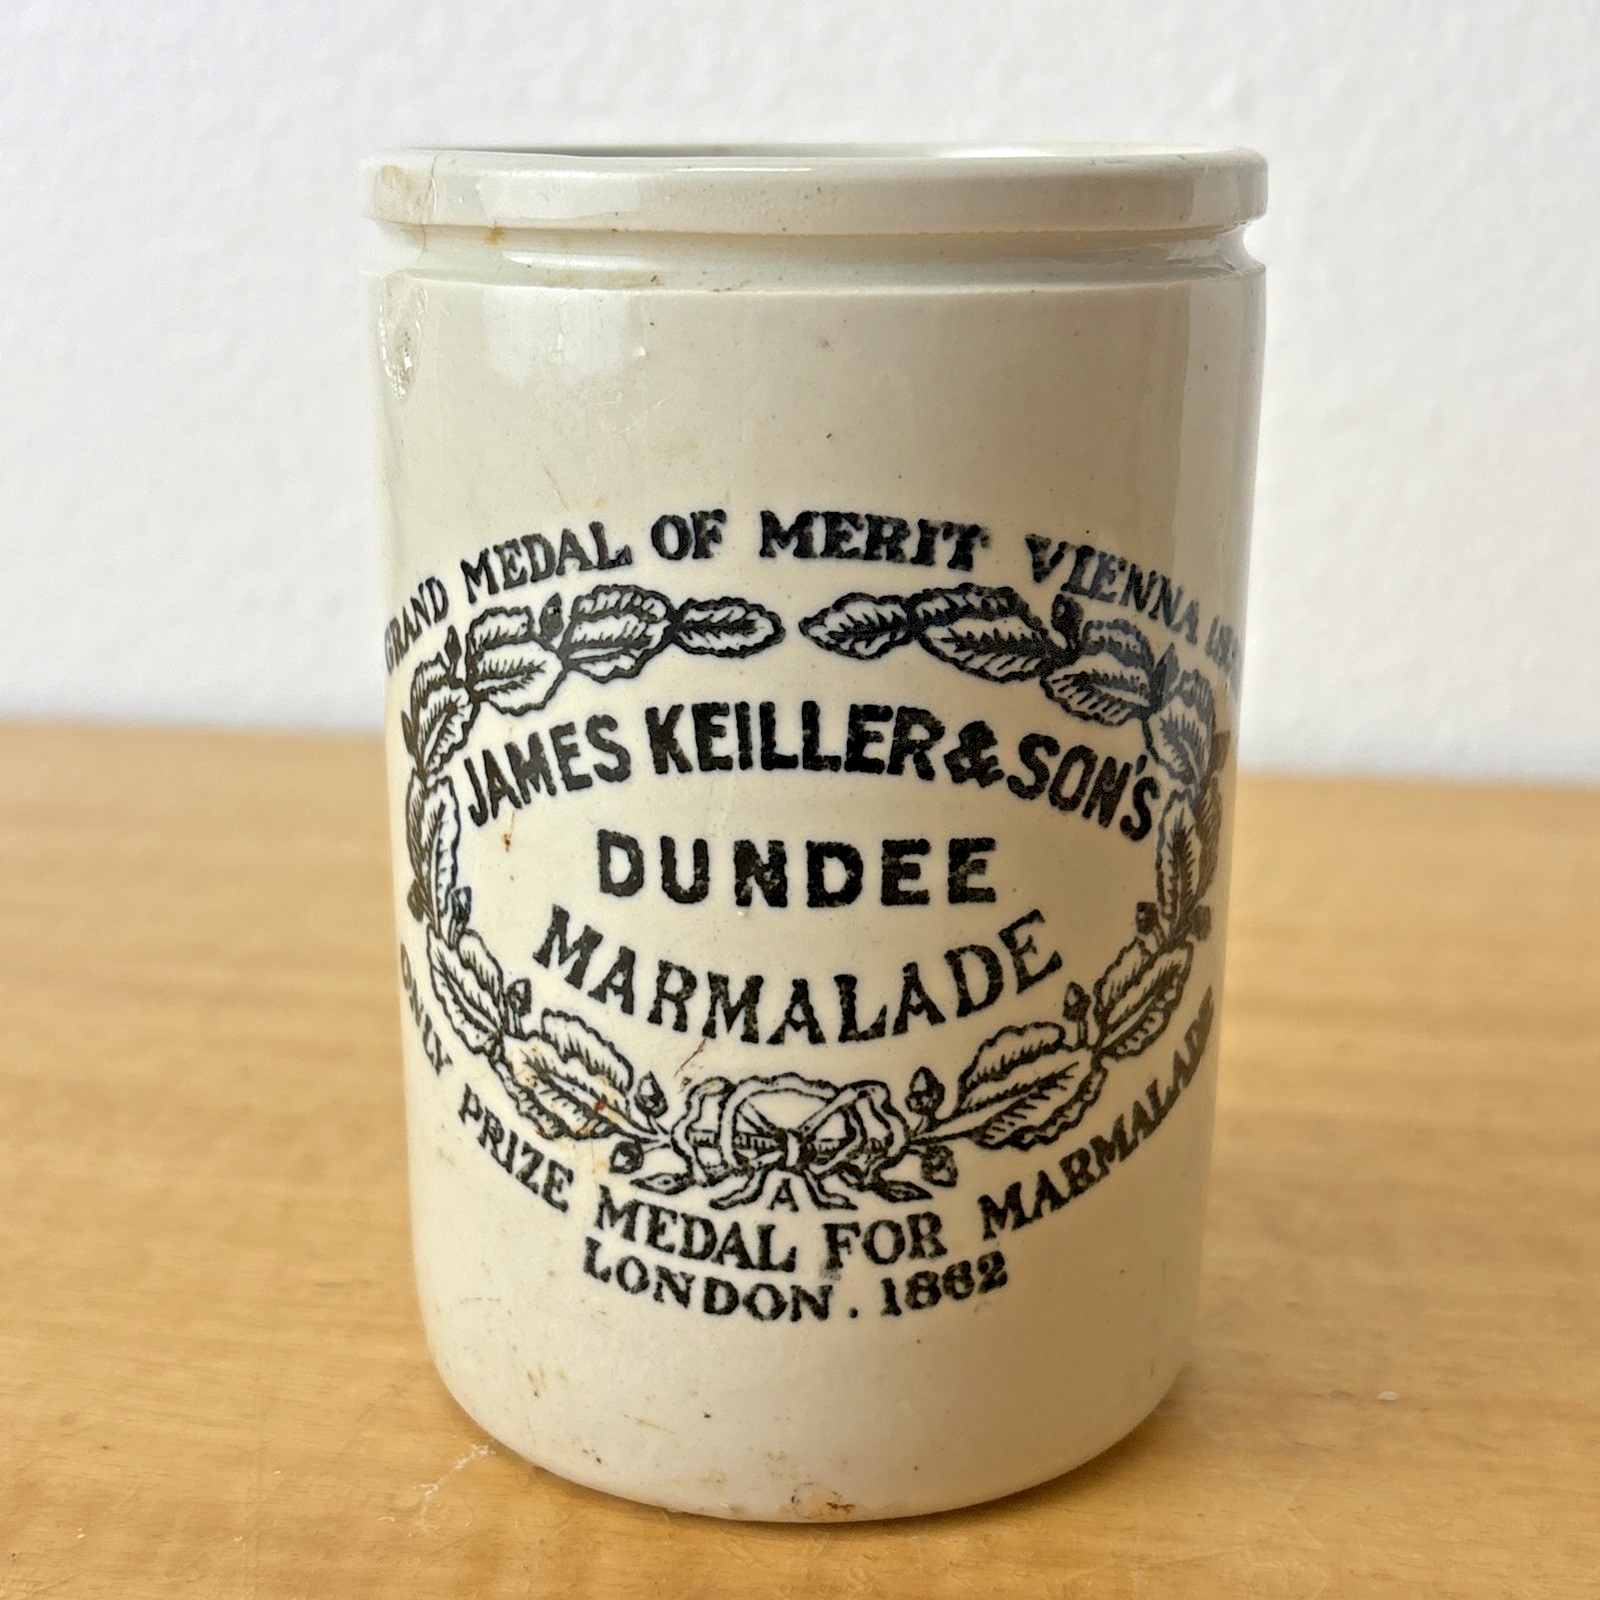 GRAND MEDAL OF MERIT VIENNA
JAMES KEILLER & SON'S
DUNDEE
MARMALADE
A
ONLY PRIZE MEDAL FOR MARMALADE
LONDON. 1862